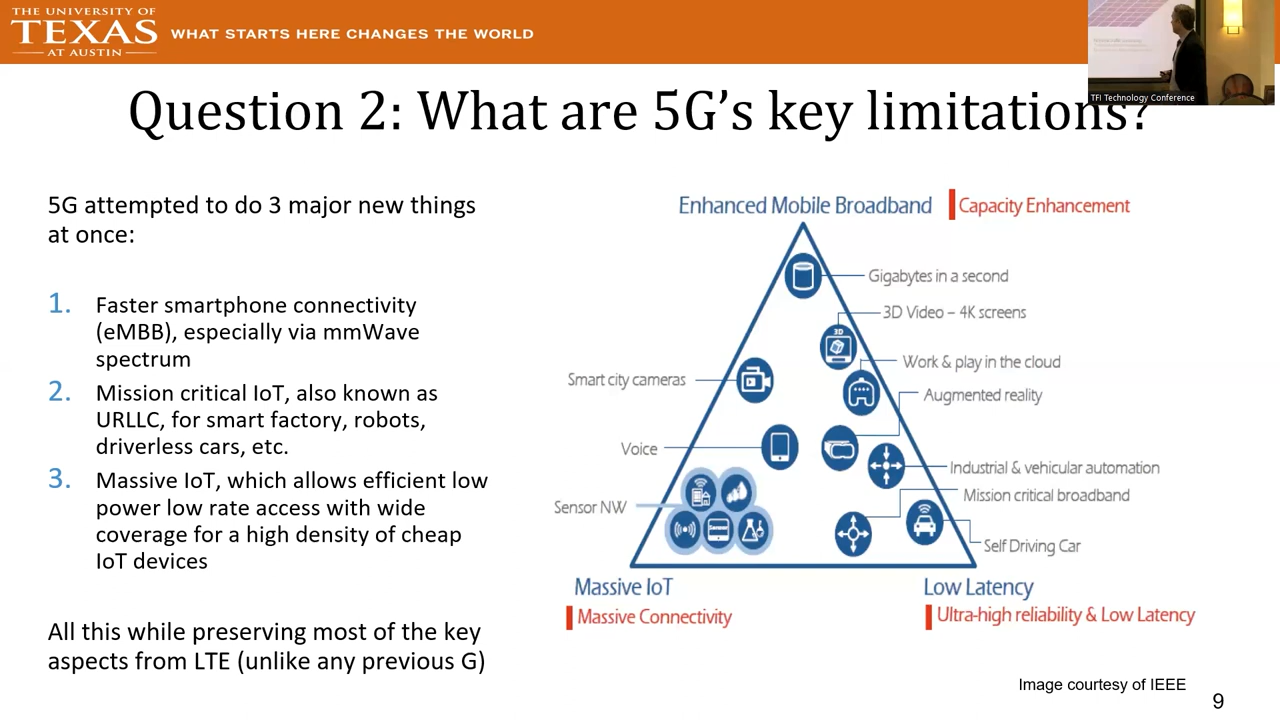 THE UNIVERSITY OF
TEXAS
AT AUSTIN
WHAT STARTS HERE CHANGES THE WORLD
TFI Technology Conference
Question 2: What are 5G's key limitations?
5G attempted to do 3 major new things
at once:
1. Faster smartphone connectivity
(eMBB), especially via mmWave
spectrum
2. Mission critical IoT, also known as
URLLC, for smart factory, robots,
driverless cars, etc.
3. Massive IoT, which allows efficient low
power low rate access with wide
coverage for a high density of cheap
IoT devices
All this while preserving most of the key
aspects from LTE (unlike any previous G)
Enhanced Mobile Broadband
Capacity Enhancement
Gigabytes in a second
3D Video – 4K screens
3D
Work & play in the cloud
Smart city cameras
Augmented reality
Voice
Industrial & vehicular automation
Mission critical broadband
Sensor NW
Sensor
Self Driving Car
Massive IoT
Massive Connectivity
Low Latency
Ultra-high reliability & Low Latency
Image courtesy of IEEE
9